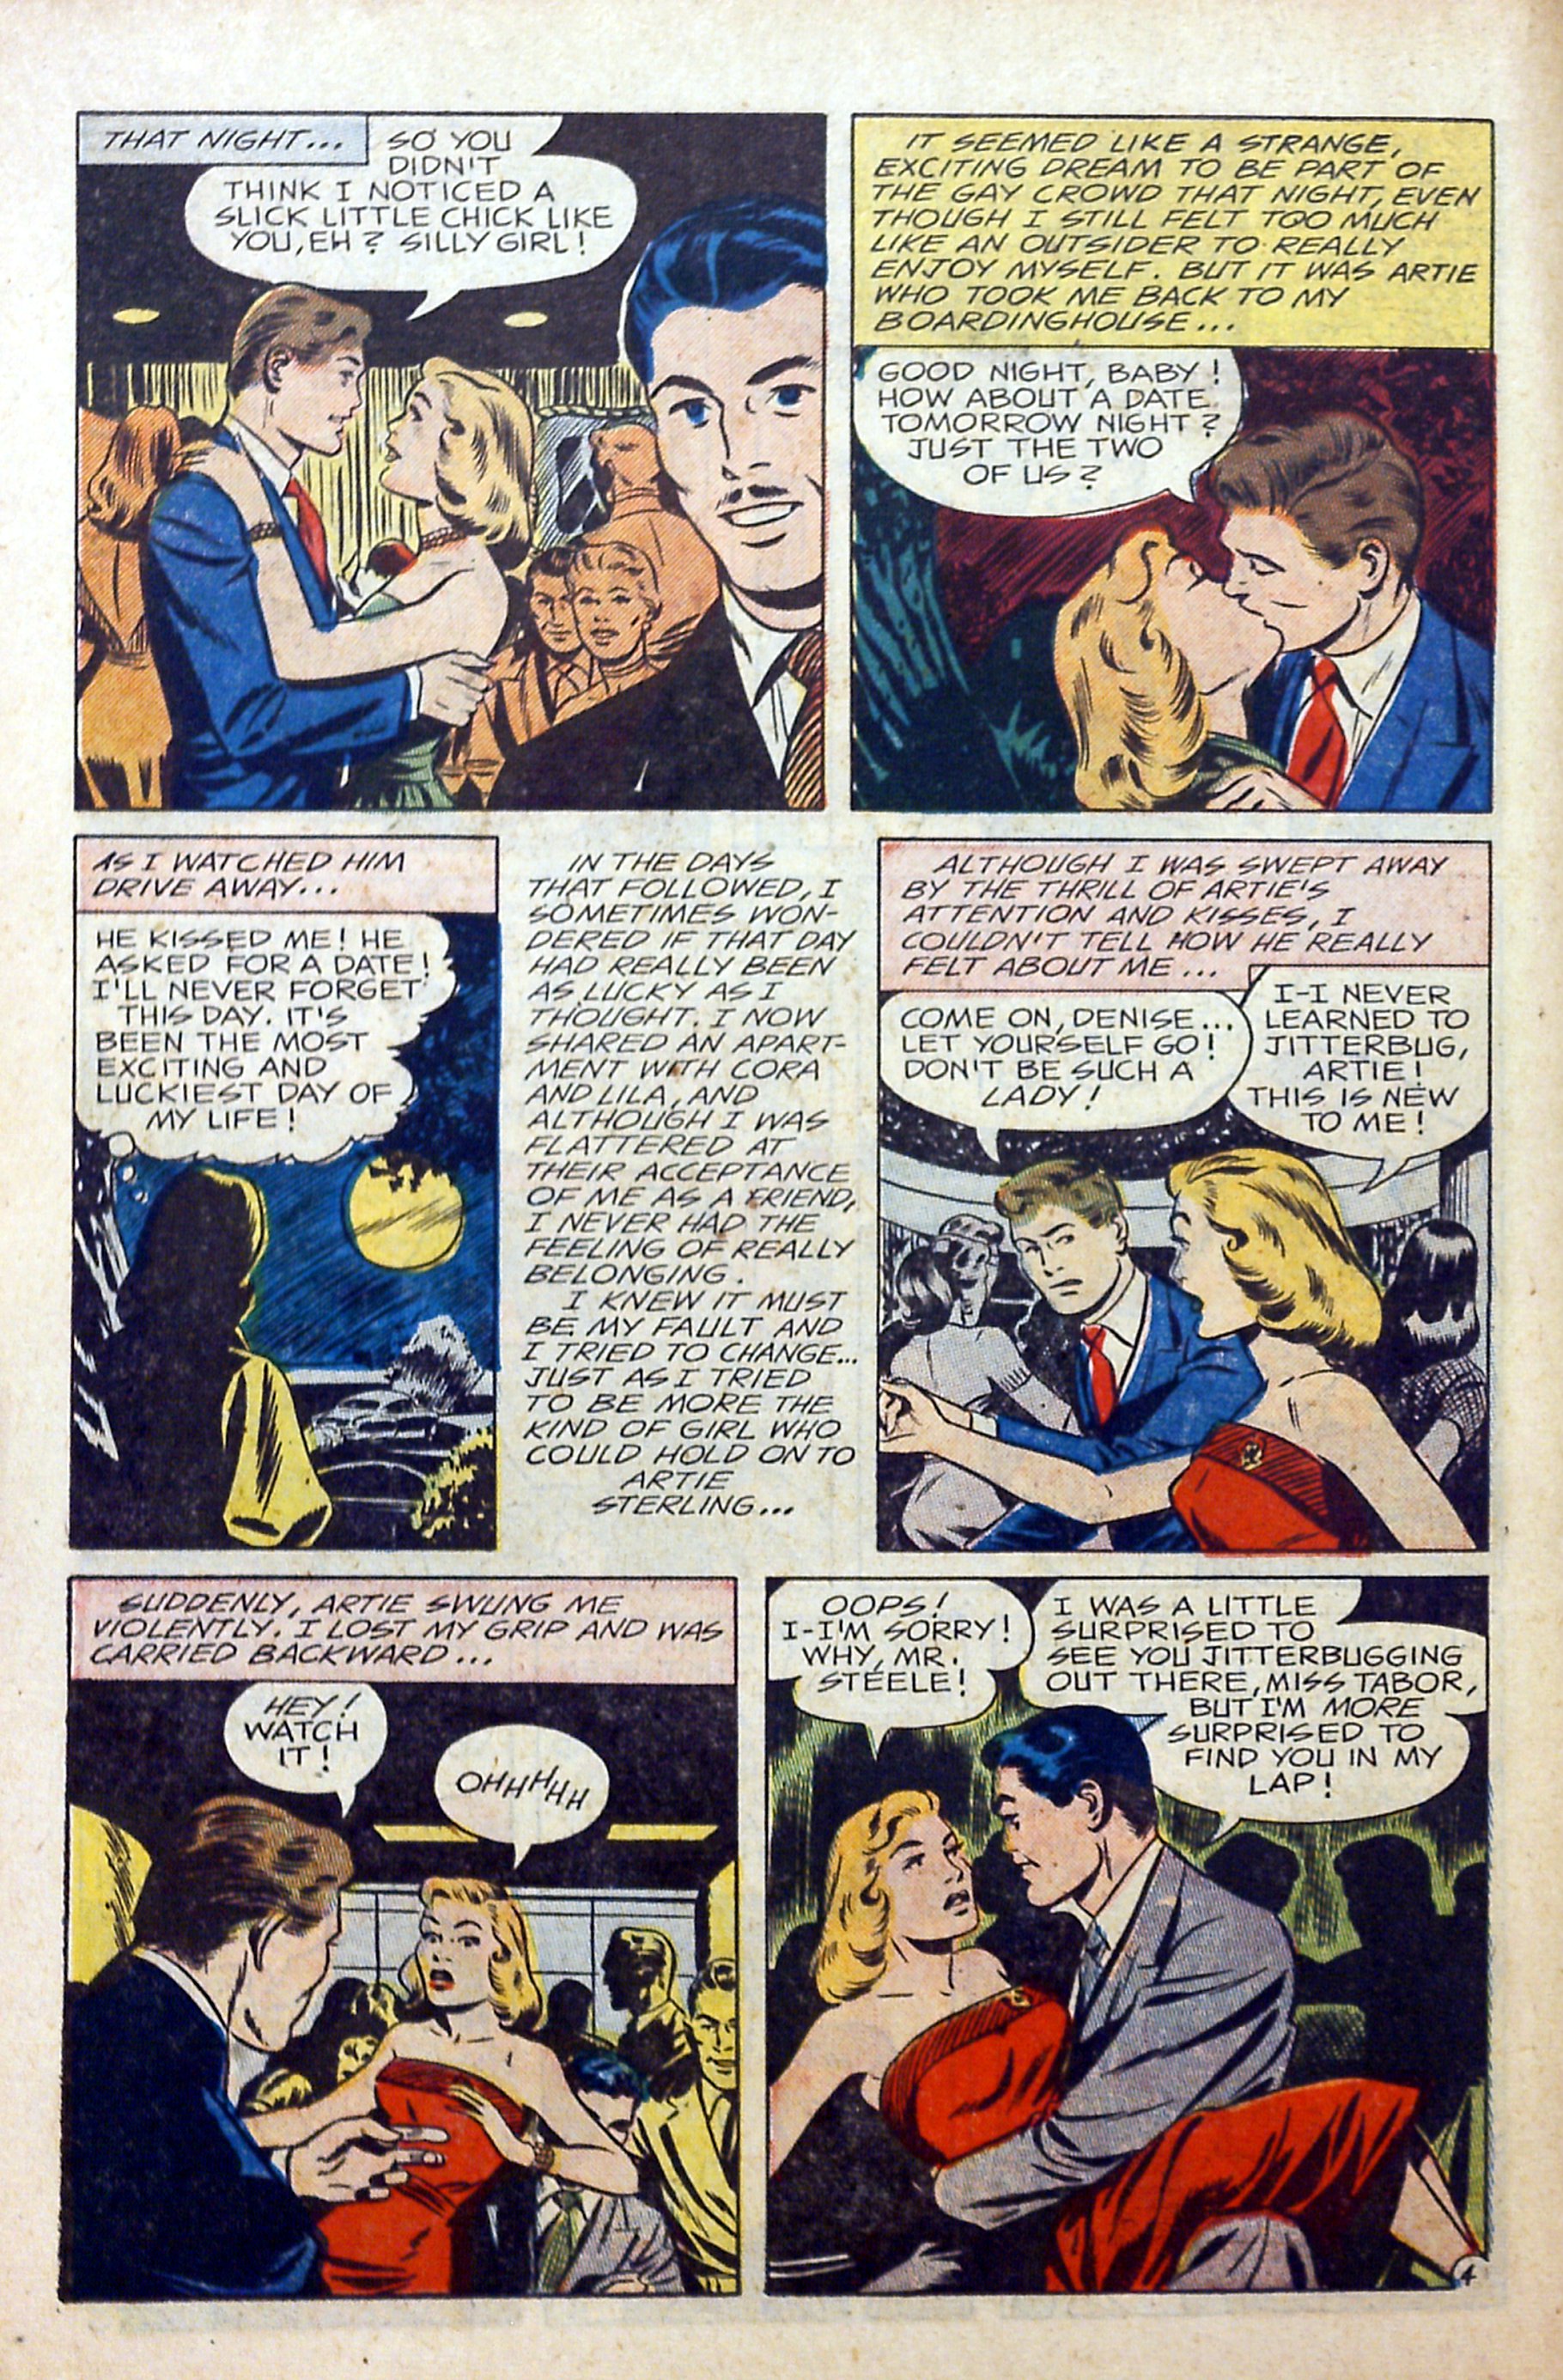 THAT NIGHT...
SO YOU
DIDN'T
THINK I NOTICED A
SLICK LITTLE CHICK LIKE
YOU, EH? SILLY GIRL!
IT SEEMED LIKE A STRANGE,
EXCITING DREAM TO BE PART OF
THE GAY CROWD THAT NIGHT, EVEN
THOUGH I STILL FELT TOO MUCH
LIKE AN OUTSIDER TO REALLY
ENJOY MYSELF. BUT IT WAS ARTIE
WHO TOOK ME BACK TO MY
BOARDINGHOUSE...
GOOD NIGHT, BABY!
HOW ABOUT A DATE
TOMORROW NIGHT?
JUST THE TWO
OF US?
AS I WATCHED HIM
DRIVE AWAY...
HE KISSED ME! HE
ASKED FOR A DATE!
I'LL NEVER FORGET
THIS DAY. IT'S
BEEN THE MOST
EXCITING AND
LUCKIEST DAY OF
MY LIFE!
IN THE DAYS
THAT FOLLOWED, I
SOMETIMES WON-
DERED IF THAT DAY
HAD REALLY BEEN
AS LUCKY AS I
THOUGHT. I NOW
SHARED AN APART-
MENT WITH CORA
AND LILA, AND
ALTHOUGH I WAS
FLATTERED AT
THEIR ACCEPTANCE
OF ME AS A FRIEND,
I NEVER HAD THE
FEELING OF REALLY
BELONGING.
I KNEW IT MUST
BE MY FAULT AND
I TRIED TO CHANGE...
JUST AS I TRIED
TO BE MORE THE
KIND OF GIRL WHO
COULD HOLD ON TO
ARTIE
STERLING...
ALTHOUGH I WAS SWEPT AWAY
BY THE THRILL OF ARTIE'S
ATTENTION AND KISSES, I
COULDN'T TELL HOW HE REALLY
FELT ABOUT ME...
COME ON, DENISE...
LET YOURSELF GO!
DON'T BE SUCH A
LADY!
I-I NEVER
LEARNED TO
JITTERBUG,
ARTIE!
THIS IS NEW
TO ME!
SUDDENLY, ARTIE SWUNG ME
VIOLENTLY. I LOST MY GRIP AND WAS
CARRIED BACKWARD...
HEY!
WATCH
IT!
OHHHHH
OOPS!
I-I'M SORRY!
WHY, MR.
STEELE!
I WAS A LITTLE
SURPRISED TO
SEE YOU JITTERBUGGING
OUT THERE, MISS TABOR,
BUT I'M MORE
SURPRISED TO
FIND YOU IN MY
LAP!
4